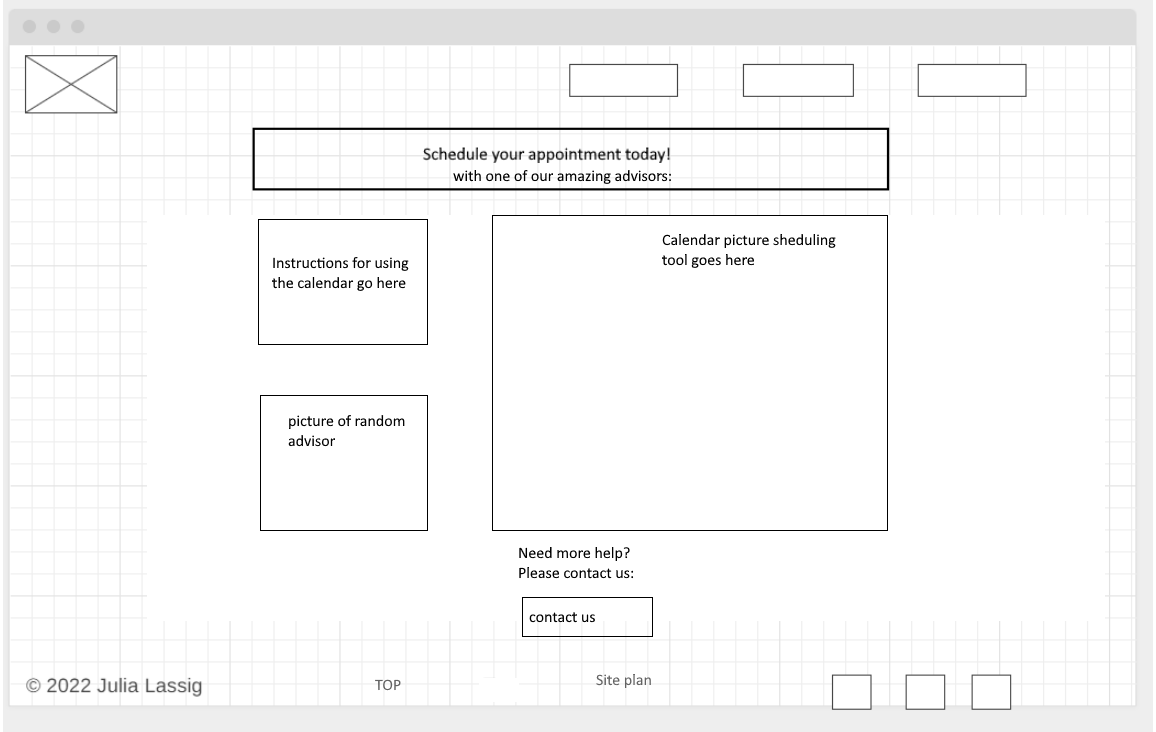 Schedule your appointment today!
with one of our amazing advisors:
Instructions for using
the calendar go here
Calendar picture sheduling
tool goes here
picture of random
advisor
Need more help?
Please contact us:
contact us
© 2022 Julia Lassig
TOP
Site plan